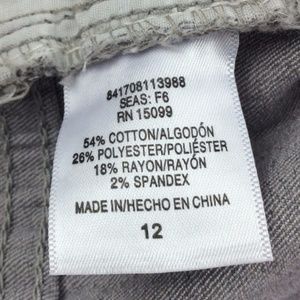 841708113988
SEAS: F6
RN 15099
54% COTTON/ALGODÓN
26% POLYESTER/POLIÉSTER
18% RAYON/RAYÓN
2% SPANDEX
MADE IN/HECHO EN CHINA
12